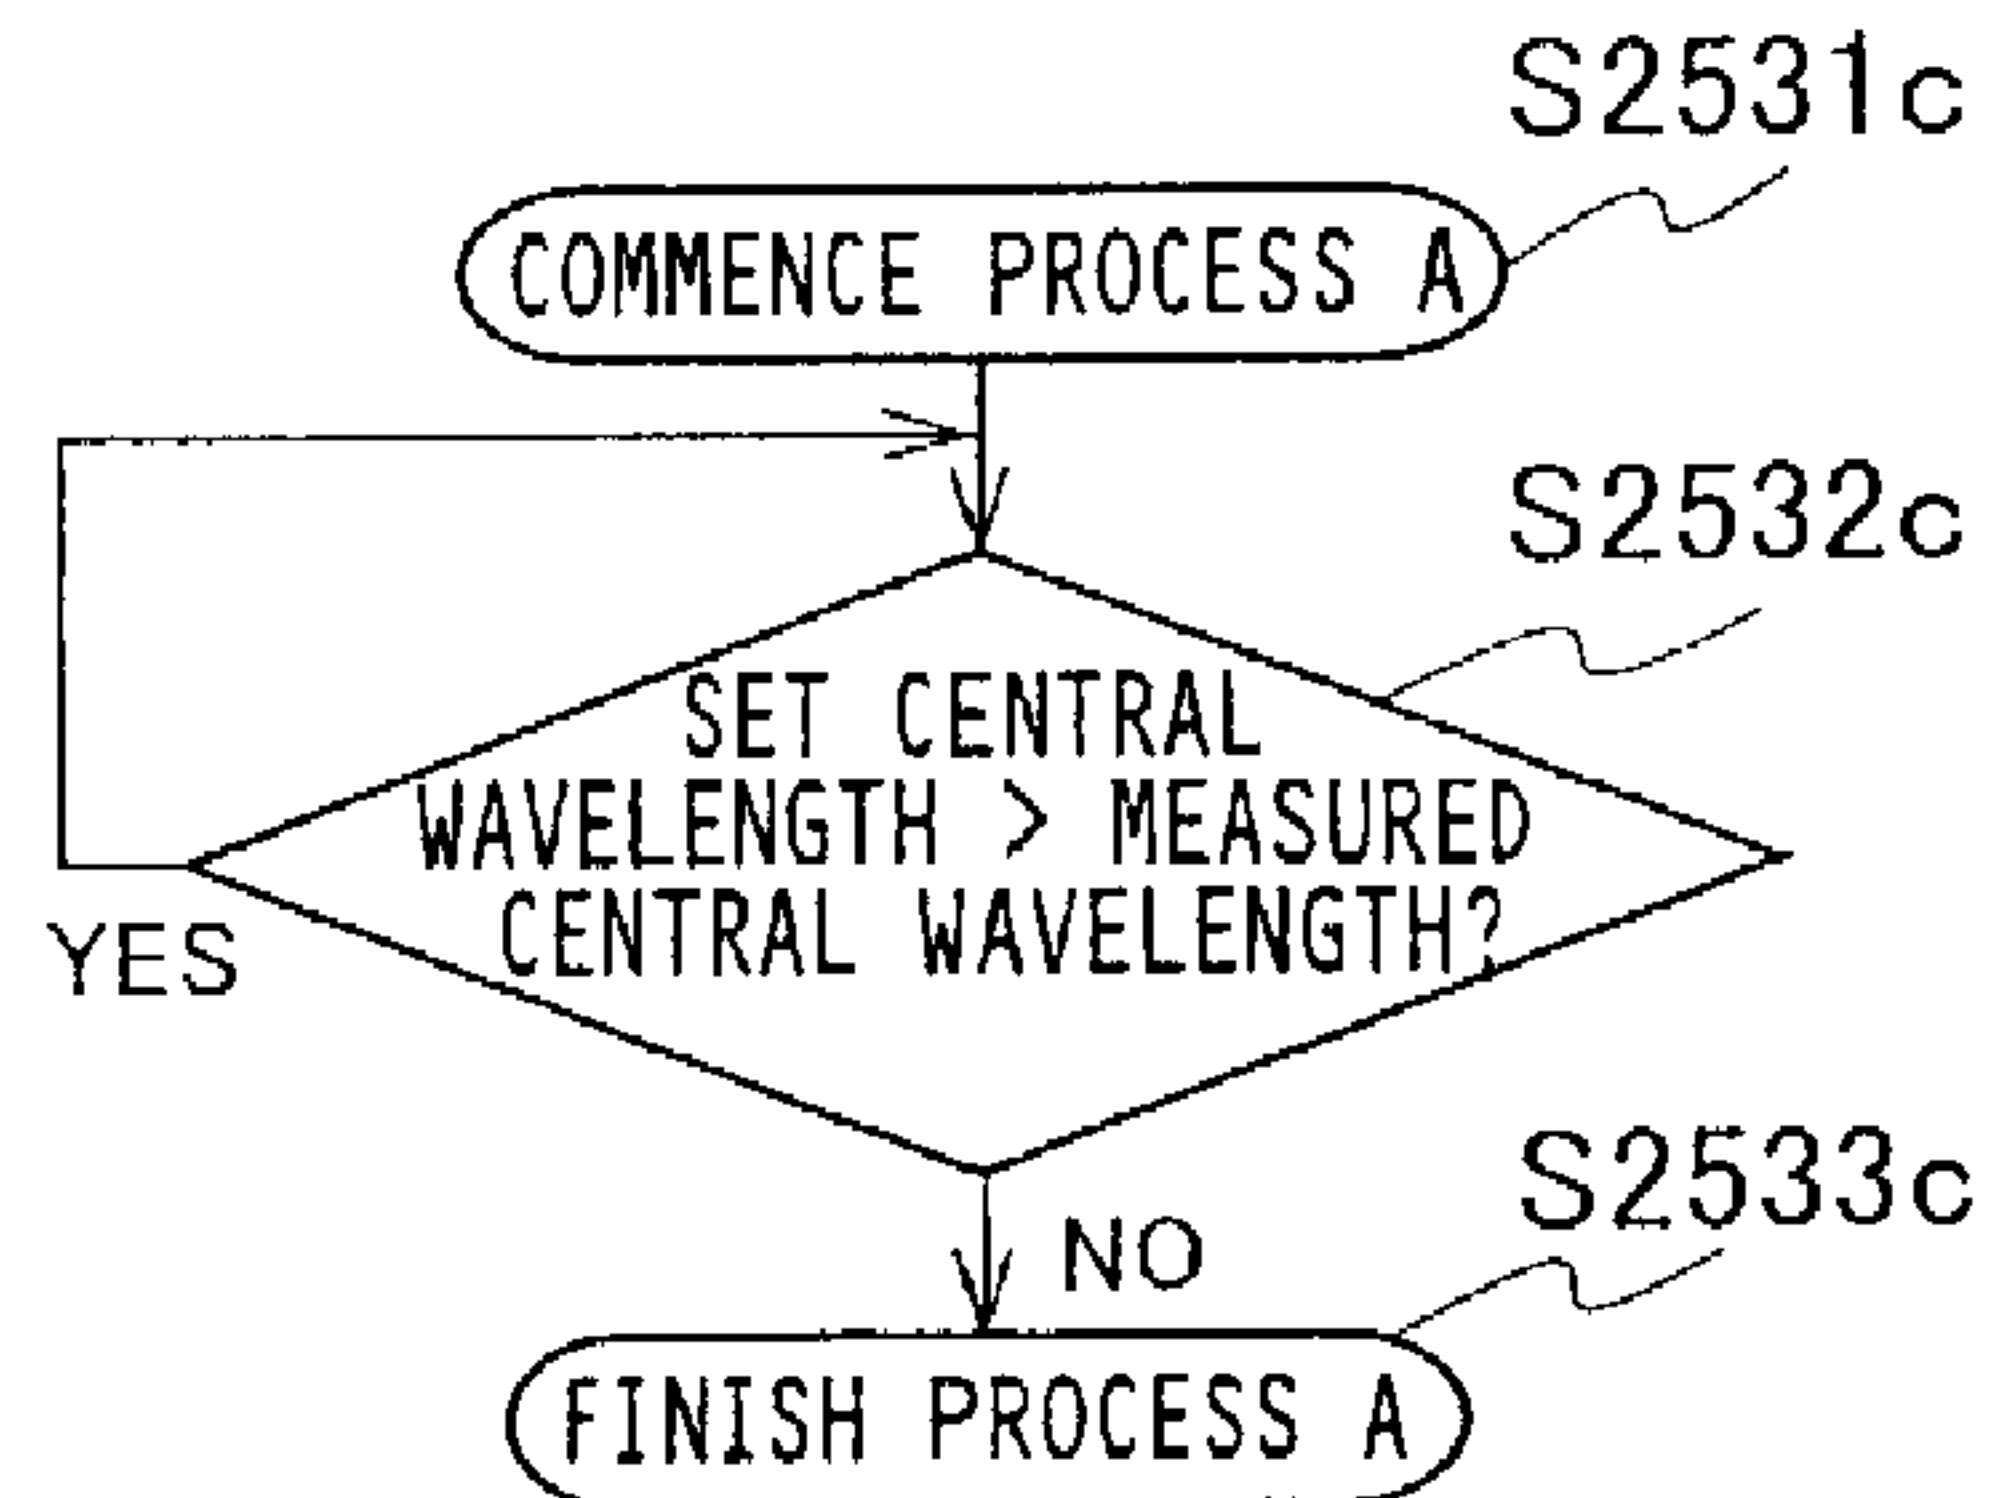 S2531c
COMMENCE PROCESS A
S2532c
SET CENTRAL
WAVELENGTH > MEASURED
CENTRAL WAVELENGTH?
YES
S2533c
NO
FINISH PROCESS A